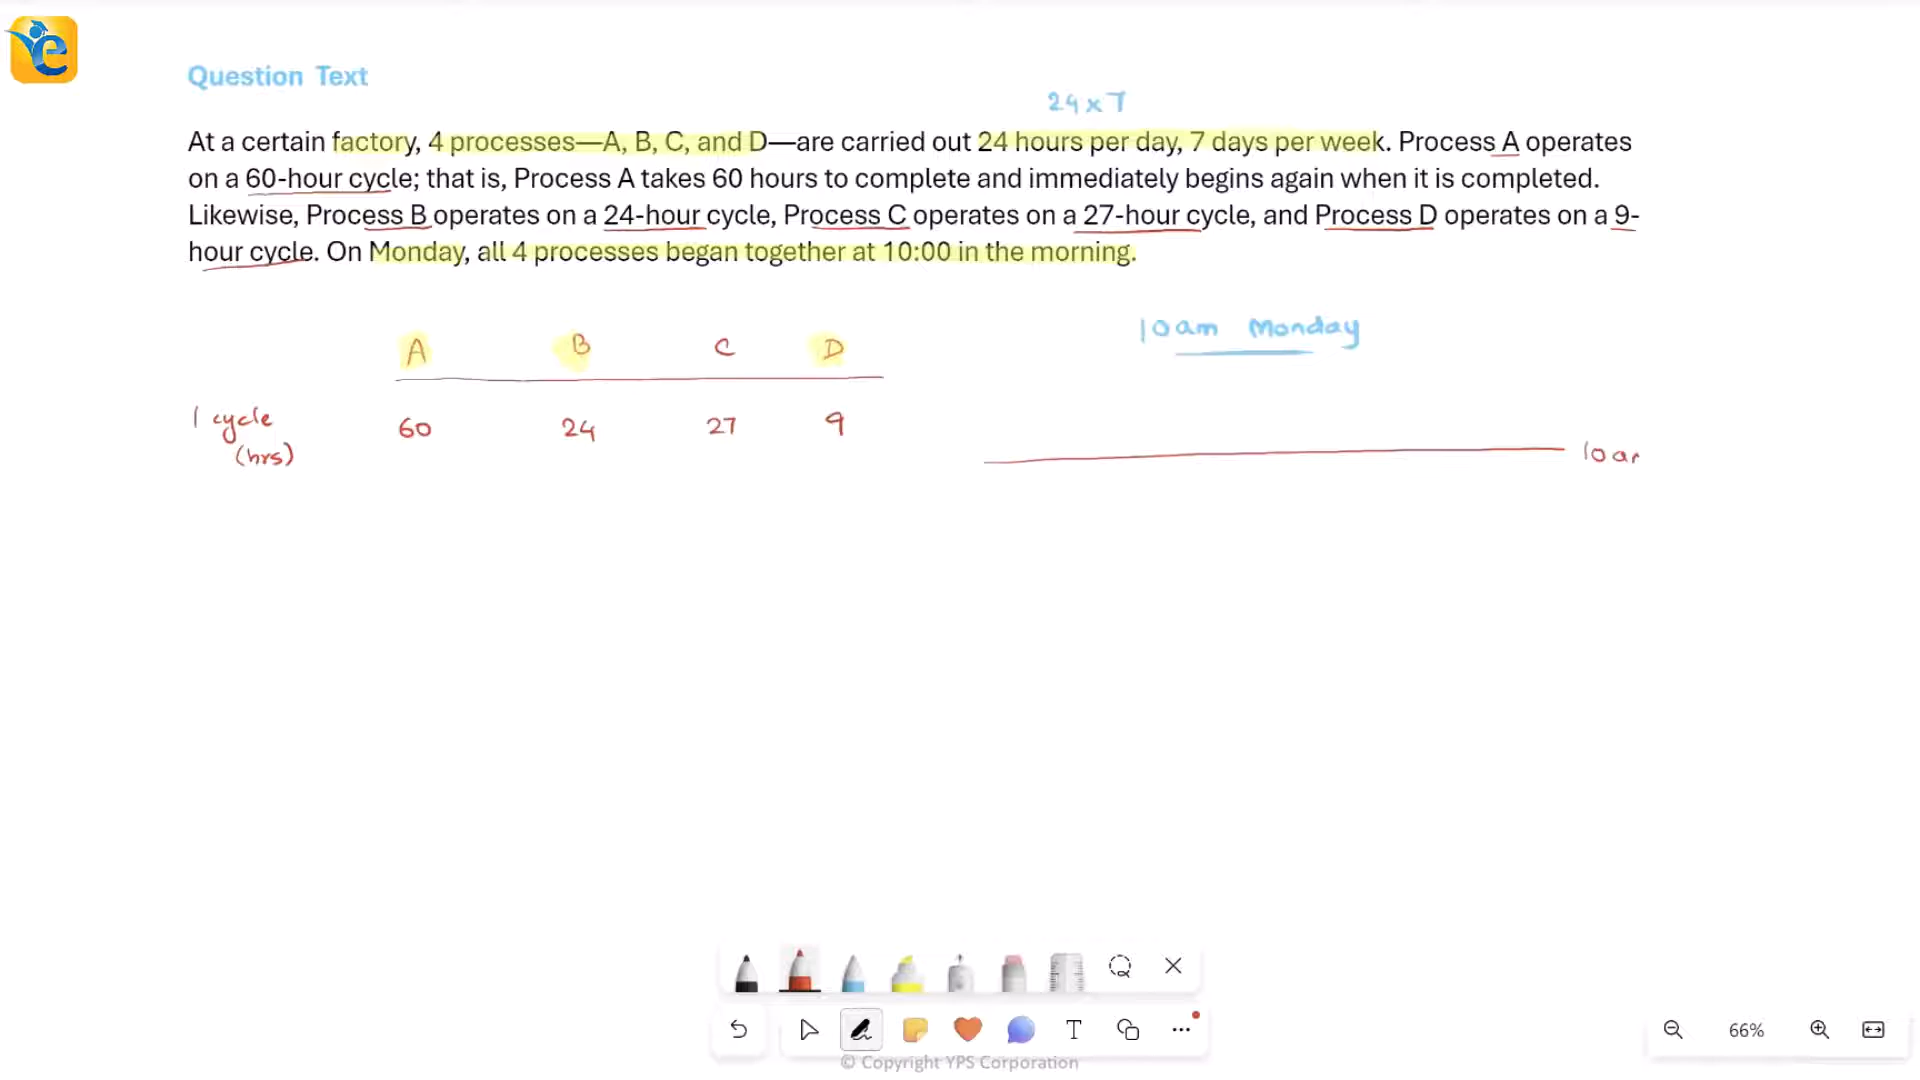 Question Text
24 x 7
At a certain factory, 4 processes—A, B, C, and D—are carried out 24 hours per day, 7 days per week. Process A operates
on a 60-hour cycle; that is, Process A takes 60 hours to complete and immediately begins again when it is completed.
Likewise, Process B operates on a 24-hour cycle, Process C operates on a 27-hour cycle, and Process D operates on a 9-
hour cycle. On Monday, all 4 processes began together at 10:00 in the morning.
10am Monday
A B C D
1 cycle 60 24 27 9
(hrs)
10ar
T
66%
© Copyright YPS Corporation